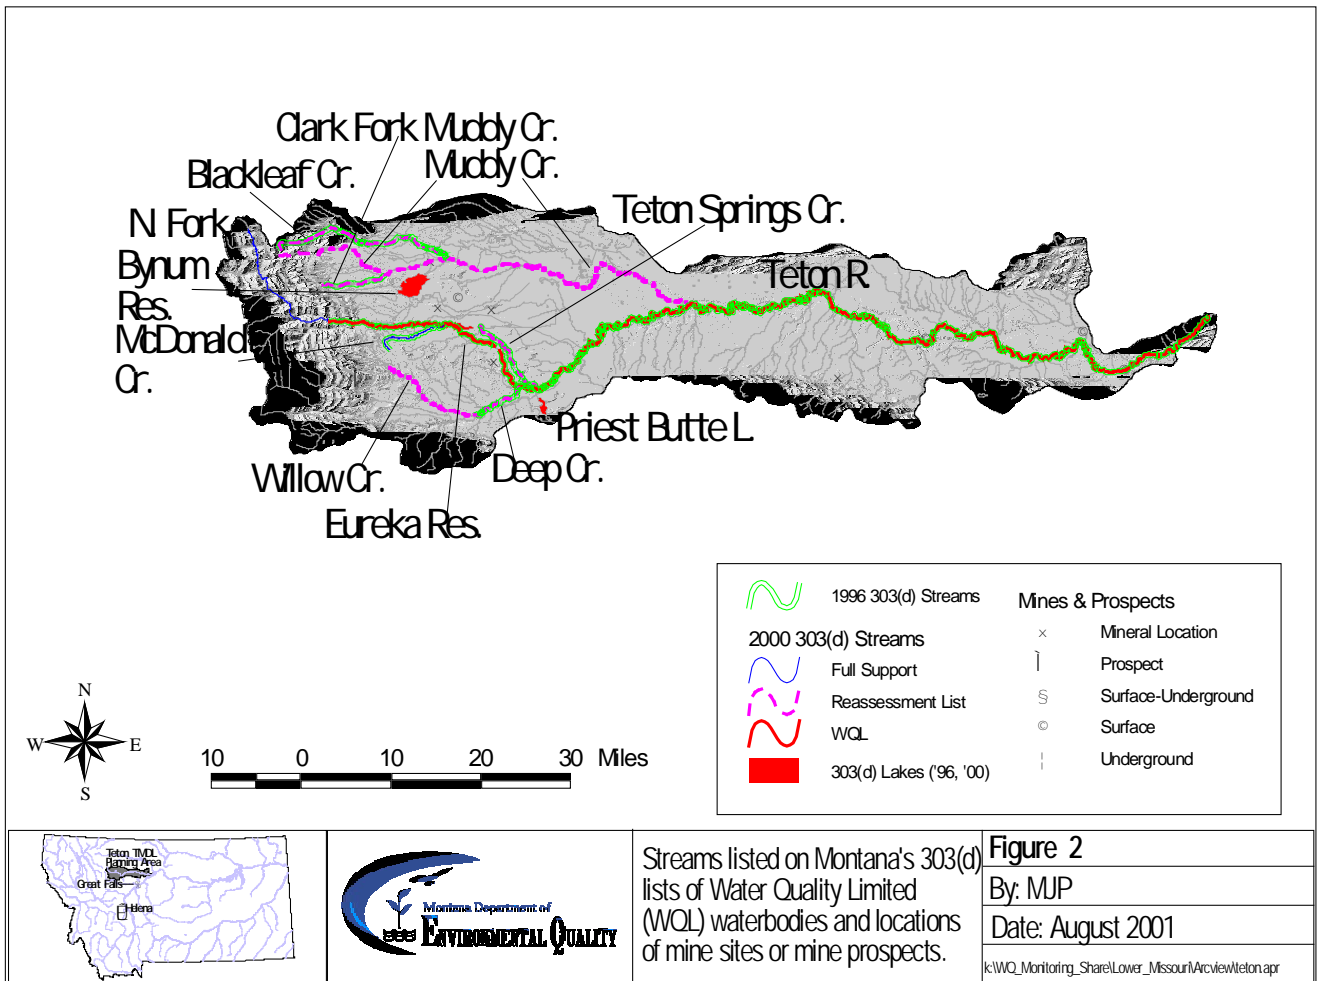 Clark Fork Muddy Cr.
Blackleaf Cr.
Muddy Cr.
N. Fork
Teton Springs Cr.
Bynum
Res.
Teton R.
McDonald
Cr.
Priest Butte L.
Willow Cr.
Deep Cr.
Eureka Res.
1996 303(d) Streams
2000 303(d) Streams
Full Support
Reassessment List
WQL
303(d) Lakes ('96, '00)
Mines & Prospects
Mineral Location
Prospect
Surface-Underground
Surface
Underground
N
W E
S
10 0 10 20 30 Miles
Teton TMDL
Planning Area
Great Falls
Helena
Montana Department of
ENVIRONMENTAL QUALITY
Streams listed on Montana's 303(d)
lists of Water Quality Limited
(WQL) waterbodies and locations
of mine sites or mine prospects.
Figure 2
By: MJP
Date: August 2001
k:\WQ_Monitoring_Share\Lower_Missouri\Arcview\teton.apr